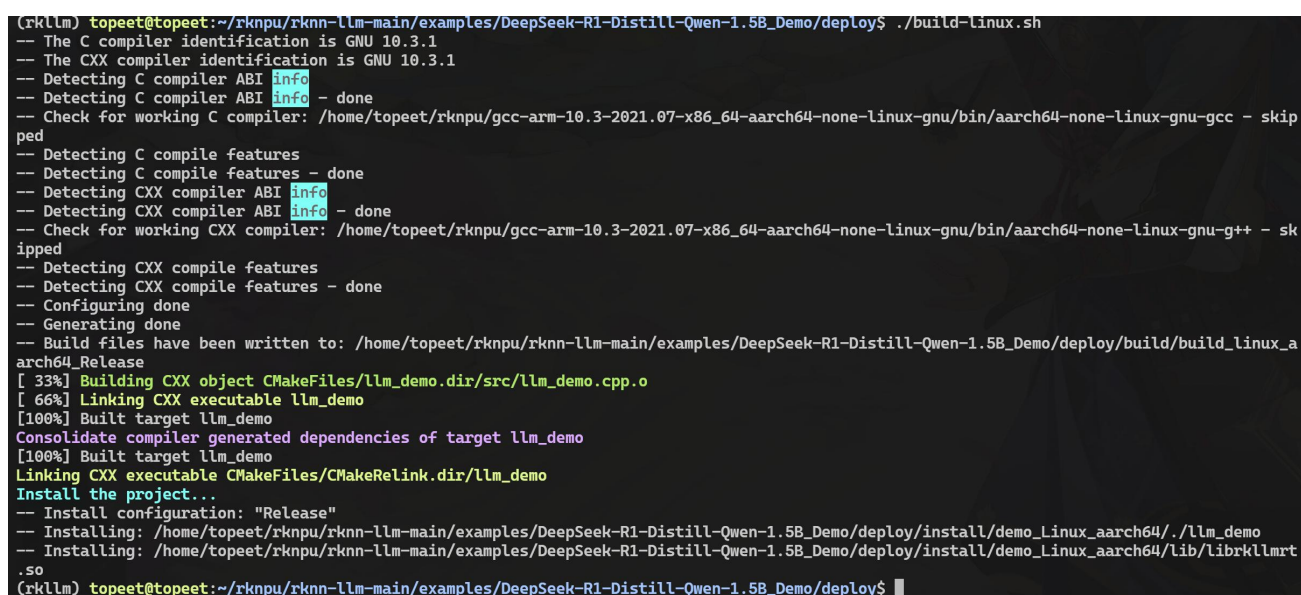 (rkllm) topeet@topeet:~/rknpu/rknn-llm-main/examples/DeepSeek-R1-Distill-Qwen-1.5B_Demo/deploy$ ./build-linux.sh
-- The C compiler identification is GNU 10.3.1
-- The CXX compiler identification is GNU 10.3.1
-- Detecting C compiler ABI info
-- Detecting C compiler ABI info - done
-- Check for working C compiler: /home/topeet/rknpu/gcc-arm-10.3-2021.07-x86_64-aarch64-none-linux-gnu/bin/aarch64-none-linux-gnu-gcc - skip
ped
-- Detecting C compile features
-- Detecting C compile features - done
-- Detecting CXX compiler ABI info
-- Detecting CXX compiler ABI info - done
-- Check for working CXX compiler: /home/topeet/rknpu/gcc-arm-10.3-2021.07-x86_64-aarch64-none-linux-gnu/bin/aarch64-none-linux-gnu-g++ - sk
ipped
-- Detecting CXX compile features
-- Detecting CXX compile features - done
-- Configuring done
-- Generating done
-- Build files have been written to: /home/topeet/rknpu/rknn-llm-main/examples/DeepSeek-R1-Distill-Qwen-1.5B_Demo/deploy/build/build_linux_a
arch64_Release
[ 33%] Building CXX object CMakeFiles/llm_demo.dir/src/llm_demo.cpp.o
[ 66%] Linking CXX executable llm_demo
[100%] Built target llm_demo
Consolidate compiler generated dependencies of target llm_demo
[100%] Built target llm_demo
Linking CXX executable CMakeFiles/CMakeRelink.dir/llm_demo
Install the project...
-- Install configuration: "Release"
-- Installing: /home/topeet/rknpu/rknn-llm-main/examples/DeepSeek-R1-Distill-Qwen-1.5B_Demo/deploy/install/demo_Linux_aarch64/./llm_demo
-- Installing: /home/topeet/rknpu/rknn-llm-main/examples/DeepSeek-R1-Distill-Qwen-1.5B_Demo/deploy/install/demo_Linux_aarch64/lib/librkllmrt
.so
(rkllm) topeet@topeet:~/rknpu/rknn-llm-main/examples/DeepSeek-R1-Distill-Qwen-1.5B_Demo/deploy$